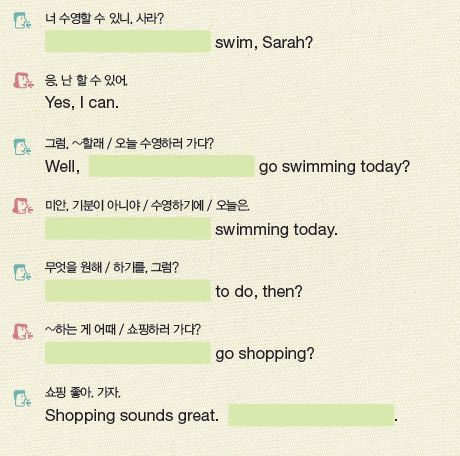 너 수영할 수 있니, 사라?
swim, Sarah?
응, 난 할 수 있어.
Yes, I can.
그럼, ~할래 / 오늘 수영하러 가다?
Well, go swimming today?
미안, 기분이 아니야 / 수영하기에 / 오늘은.
swimming today.
무엇을 원해 / 하기를, 그럼?
to do, then?
~하는 게 어때 / 쇼핑하러 가다?
go shopping?
쇼핑 좋아. 가자.
Shopping sounds great. .